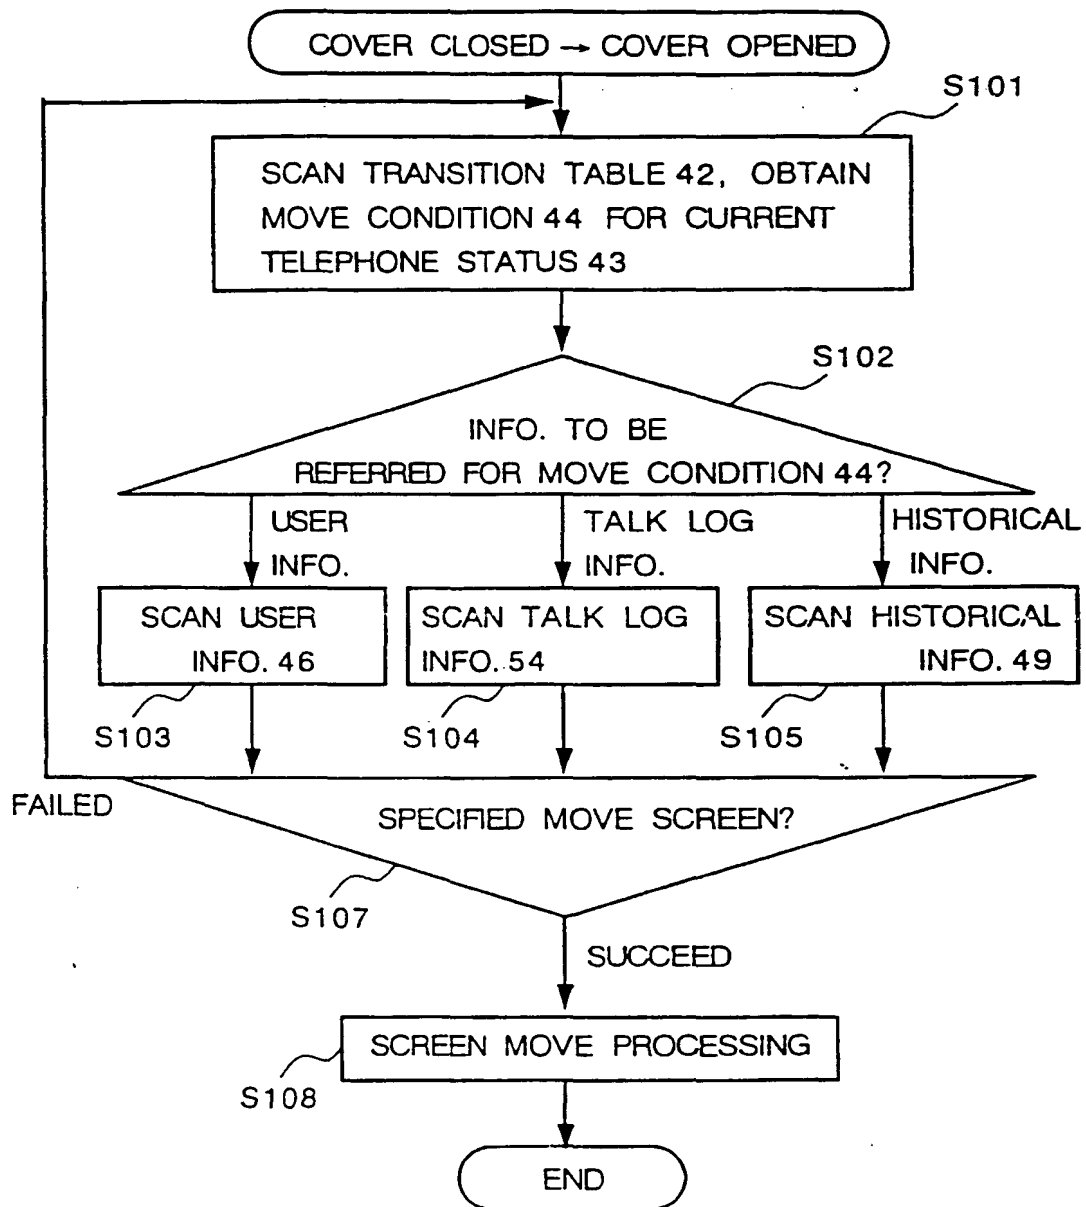 COVER CLOSED → COVER OPENED
S101
SCAN TRANSITION TABLE 42, OBTAIN
MOVE CONDITION 44 FOR CURRENT
TELEPHONE STATUS 43
S102
INFO. TO BE
REFERRED FOR MOVE CONDITION 44?
USER
INFO.
TALK LOG
INFO.
HISTORICAL
INFO.
SCAN USER
INFO. 46
SCAN TALK LOG
INFO. 54
SCAN HISTORICAL
INFO. 49
S103
S104
S105
FAILED
SPECIFIED MOVE SCREEN?
S107
SUCCEED
SCREEN MOVE PROCESSING
S108
END